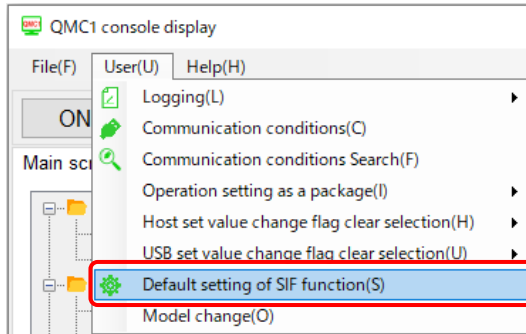 QMC1 console display
File(F) User(U) Help(H)
ON
Main scr
Logging(L)
Communication conditions(C)
Communication conditions Search(F)
Operation setting as a package(I)
Host set value change flag clear selection(H)
USB set value change flag clear selection(U)
Default setting of SIF function(S)
Model change(O)